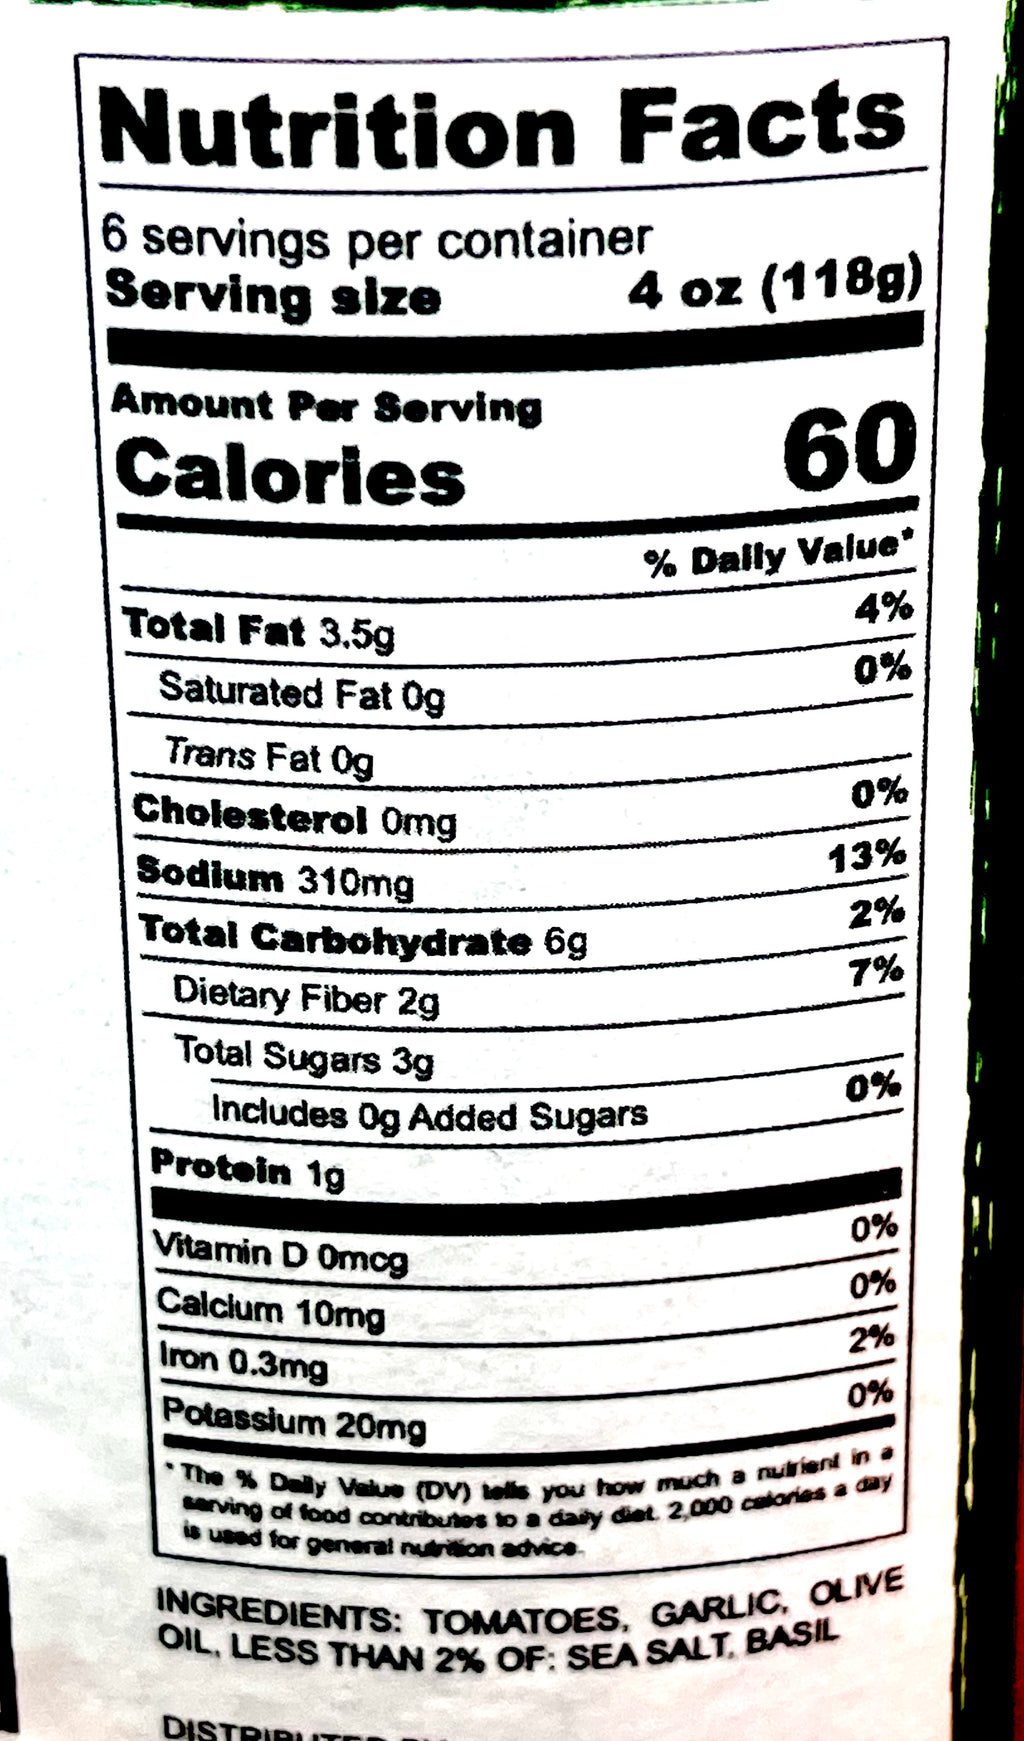 Nutrition Facts
6 servings per container
Serving size 4 oz (118g)
Amount Per Serving
Calories 60
% Daily Value*
Total Fat 3.5g 4%
Saturated Fat 0g 0%
Trans Fat 0g
Cholesterol 0mg 0%
Sodium 310mg 13%
Total Carbohydrate 6g 2%
Dietary Fiber 2g 7%
Total Sugars 3g
Includes 0g Added Sugars 0%
Protein 1g
Vitamin D 0mcg 0%
Calcium 10mg 0%
Iron 0.3mg 2%
Potassium 20mg 0%
* The % Daily Value (DV) tells you how much a nutrient in a
serving of food contributes to a daily diet. 2,000 calories a day
is used for general nutrition advice.
INGREDIENTS: TOMATOES, GARLIC, OLIVE
OIL, LESS THAN 2% OF: SEA SALT, BASIL